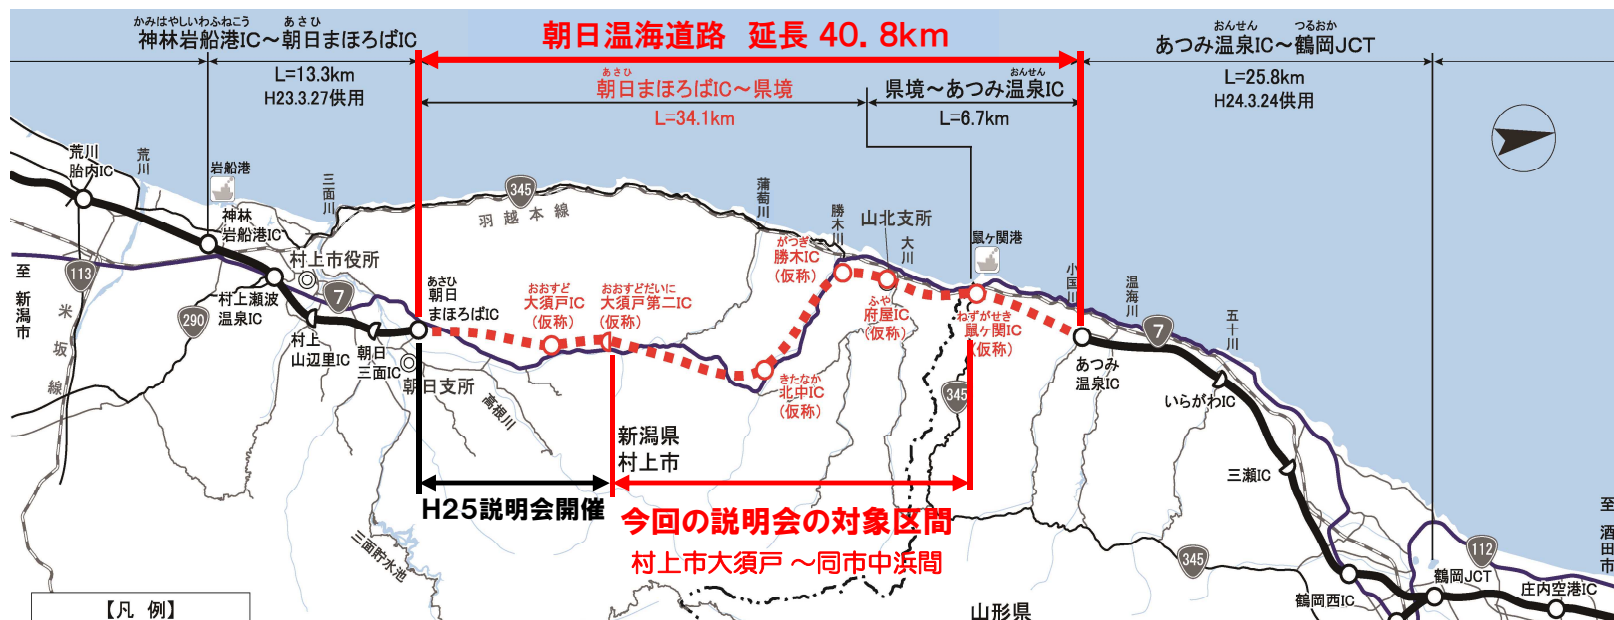 かみはやしいわふねこう　あさひ
神林岩船港IC～朝日まほろばIC
L=13.3km
H23.3.27供用
朝日温海道路　延長 40.8km
あさひ
朝日まほろばIC～県境
L=34.1km
おんせん
県境～あつみ温泉IC
L=6.7km
おんせん　つるおか
あつみ温泉IC～鶴岡JCT
L=25.8km
H24.3.24供用
荒川
胎内IC
荒川
岩船港
神林
岩船港IC
三面川
345
羽越本線
蒲萄川
勝木川
山北支所
大川
鼠ヶ関港
小国川
温海川
五十川
至新潟市
113
米坂線
290
村上市役所
7
村上瀬波
温泉IC
村上
山辺里IC
朝日
三面IC
朝日支所
あさひ
朝日
まほろばIC
おおすど
大須戸IC
(仮称)
おおすどだいに
大須戸第二IC
(仮称)
きたなか
北中IC
(仮称)
がつぎ
勝木IC
(仮称)
ふや
府屋IC
(仮称)
ねずがせき
鼠ヶ関IC
(仮称)
345
あつみ
温泉IC
7
いらがわIC
三瀬IC
高根川
三面貯水池
新潟県
村上市
H25説明会開催
今回の説明会の対象区間
村上市大須戸～同市中浜間
山形県
345
鶴岡西IC
鶴岡JCT
112
庄内空港IC
至酒田市
【凡 例】